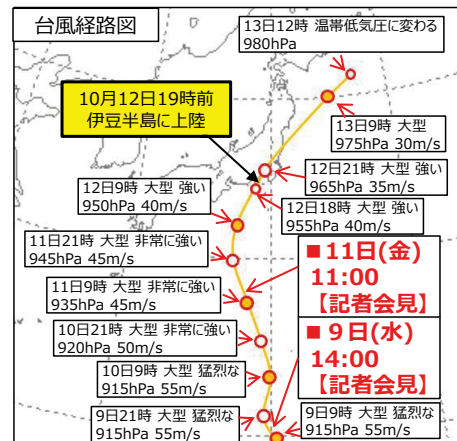 台風経路図
13日12時 温帯低気圧に変わる
980hPa
10月12日19時前
伊豆半島に上陸
13日9時 大型
975hPa 30m/s
12日21時 大型 強い
965hPa 35m/s
12日9時 大型 強い
950hPa 40m/s
12日18時 大型 強い
955hPa 40m/s
11日21時 大型 非常に強い
945hPa 45m/s
■11日(金)
11:00
【記者会見】
11日9時 大型 非常に強い
935hPa 45m/s
10日21時 大型 非常に強い
920hPa 50m/s
■ 9日(水)
14:00
【記者会見】
10日9時 大型 猛烈な
915hPa 55m/s
9日21時 大型 猛烈な
915hPa 55m/s
9日9時 大型 猛烈な
915hPa 55m/s